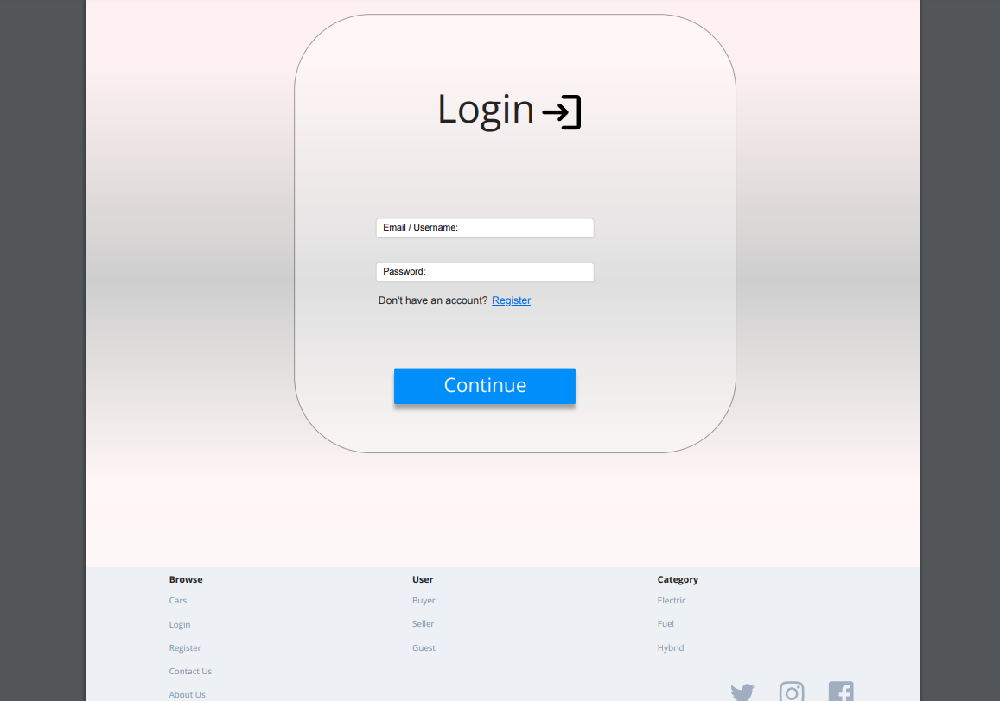 Login
Email / Username:
Password:
Don't have an account? Register
Continue
Browse
Cars
Login
Register
Contact Us
About Us
User
Buyer
Seller
Guest
Category
Electric
Fuel
Hybrid